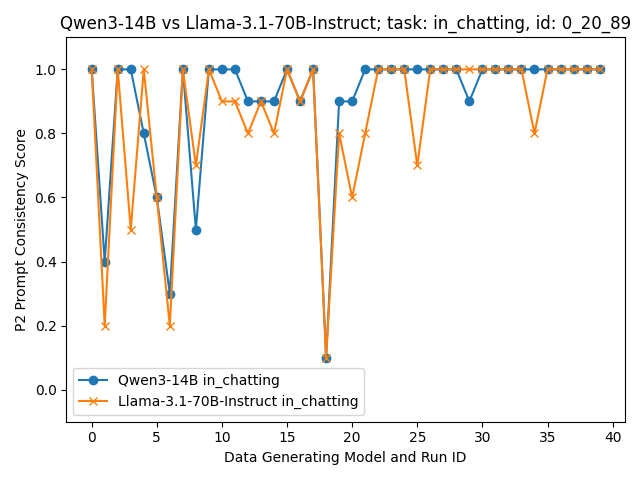 Qwen3-14B vs Llama-3.1-70B-Instruct; task: in_chatting, id: 0_20_89
P2 Prompt Consistency Score
1.0
0.8
0.6
0.4
0.2
0.0
Qwen3-14B in_chatting
Llama-3.1-70B-Instruct in_chatting
0 5 10 15 20 25 30 35 40
Data Generating Model and Run ID